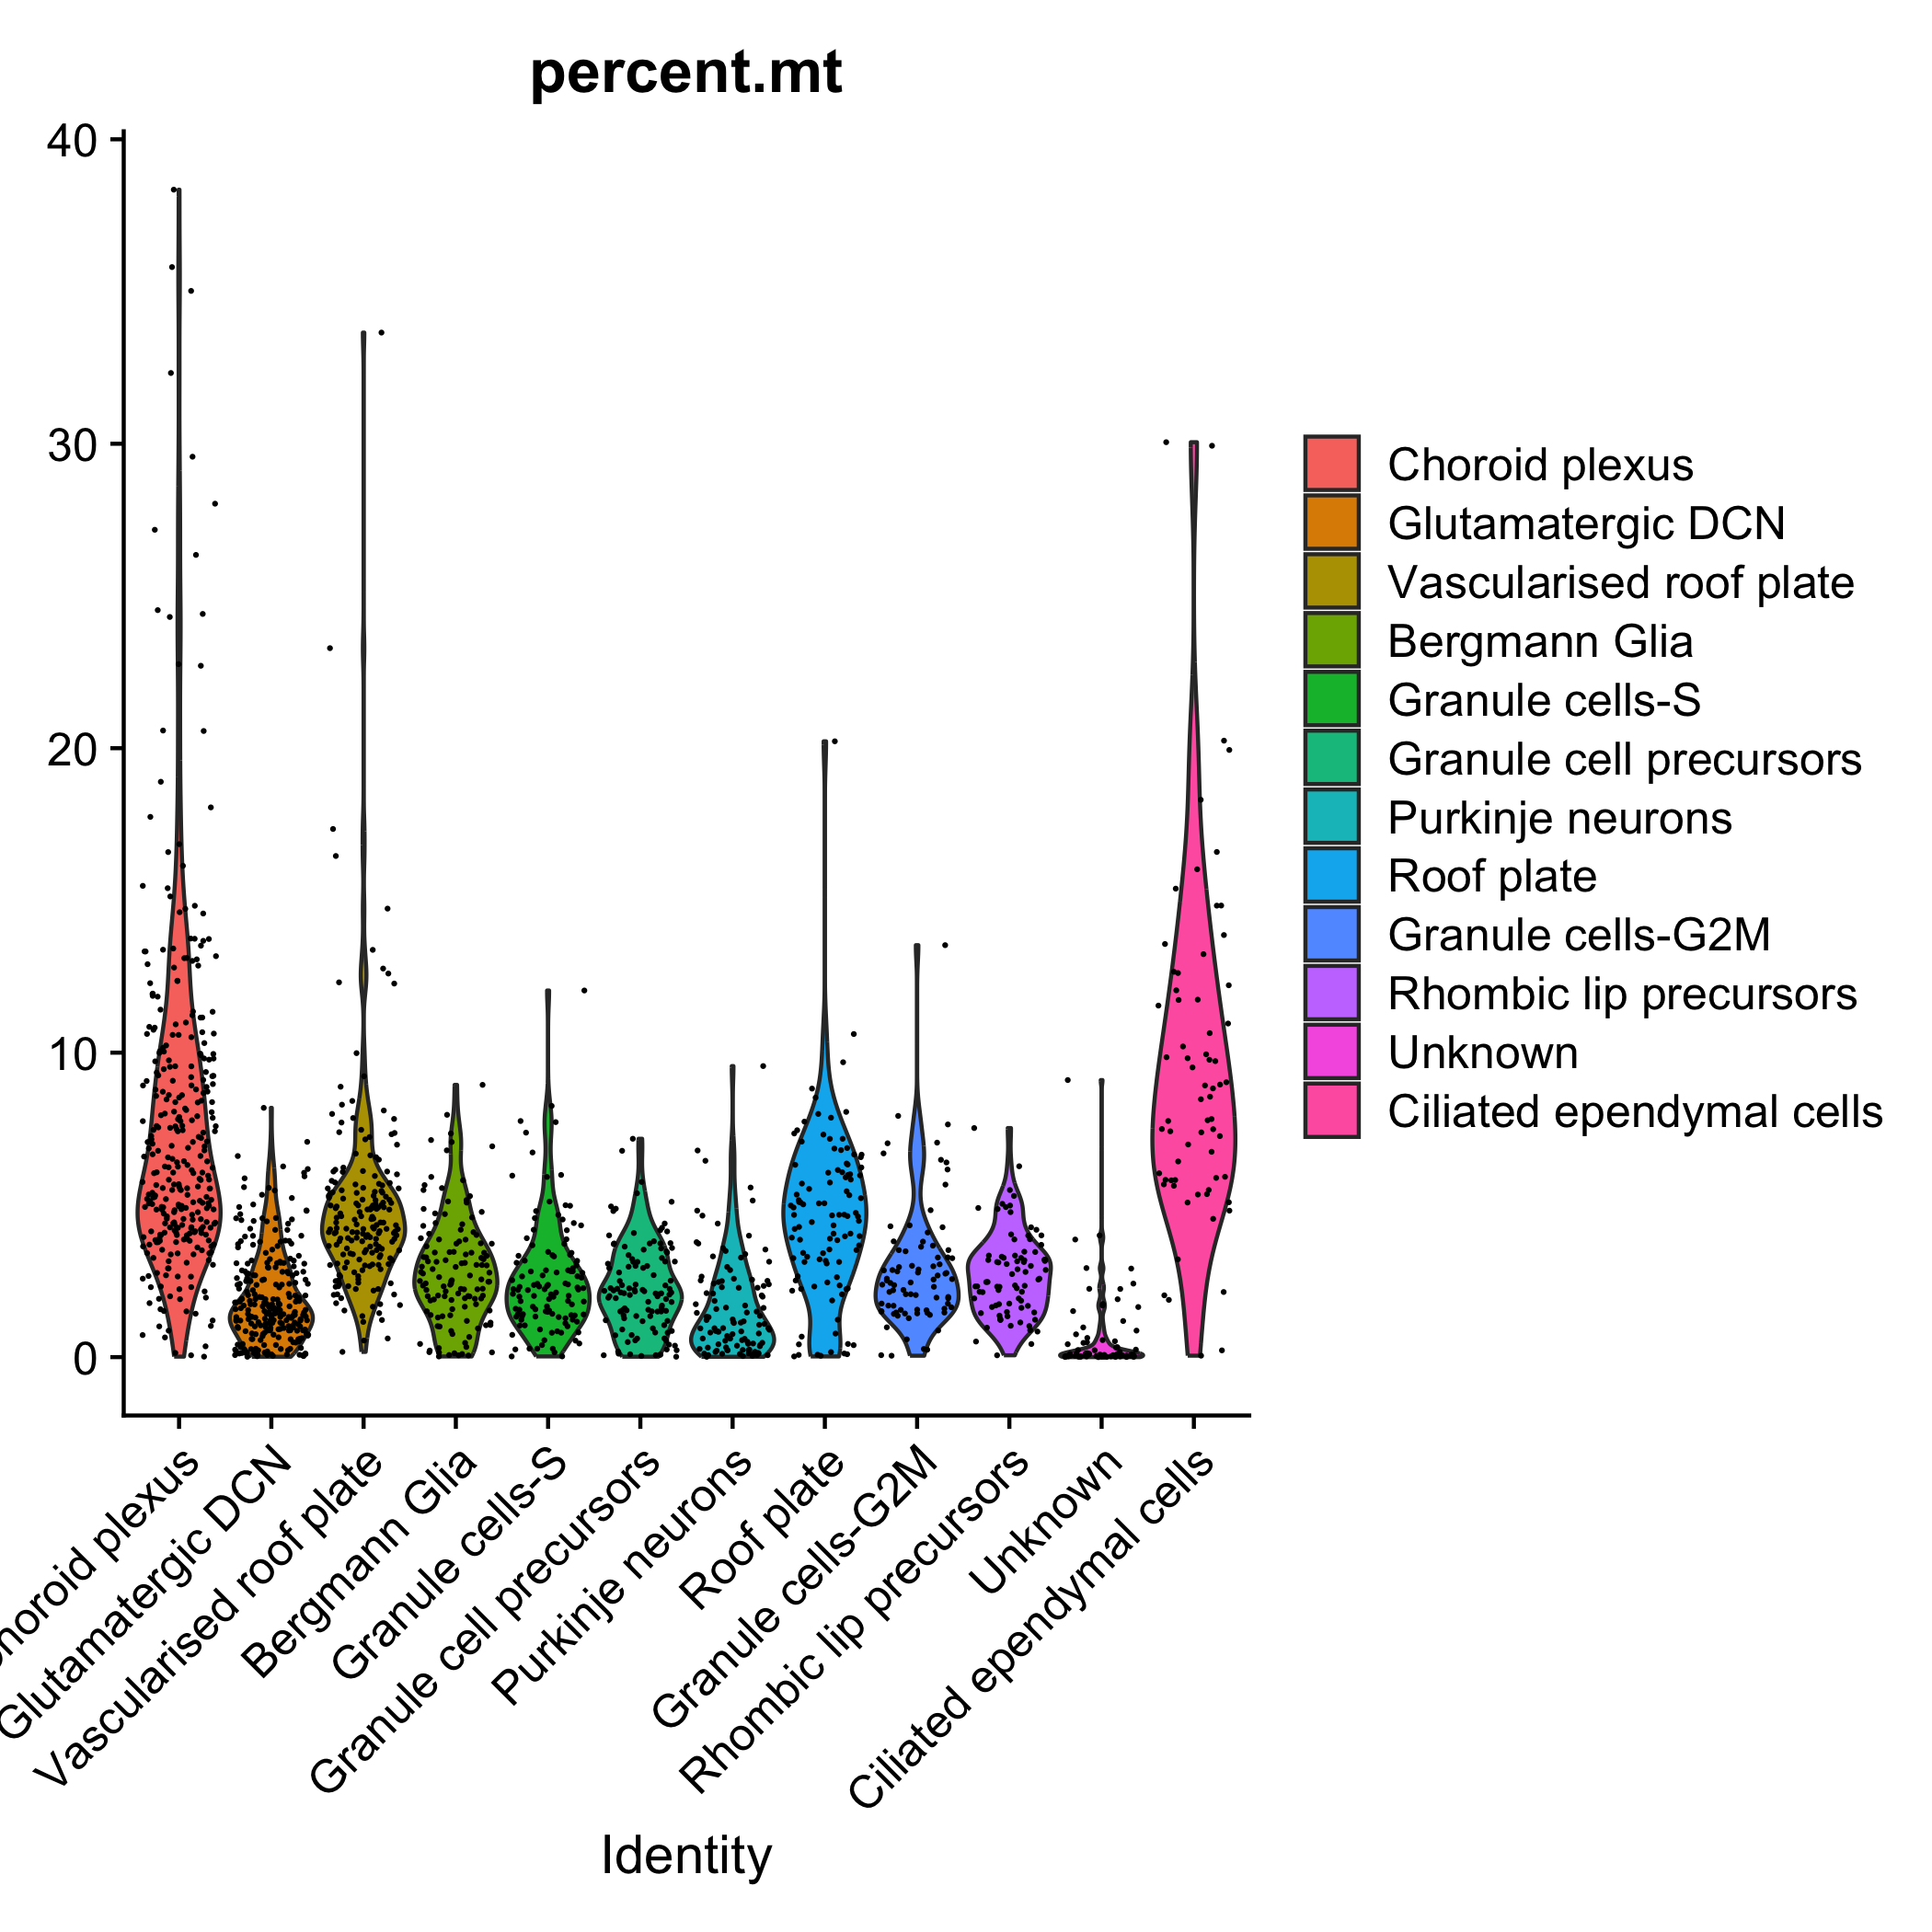 percent.mt
40
30
20
10
0
Choroid plexus
Glutamatergic DCN
Vascularised roof plate
Bergmann Glia
Granule cells-S
Granule cell precursors
Purkinje neurons
Roof plate
Granule cells-G2M
Rhombic lip precursors
Unknown
Ciliated ependymal cells
plexus
Glutamatergic DCN
Vascularised roof plate
Bergmann Glia
Granule cells-S
Granule cell precursors
Purkinje neurons
Roof plate
Granule cells-G2M
Rhombic lip precursors
Unknown
Ciliated ependymal cells
Identity